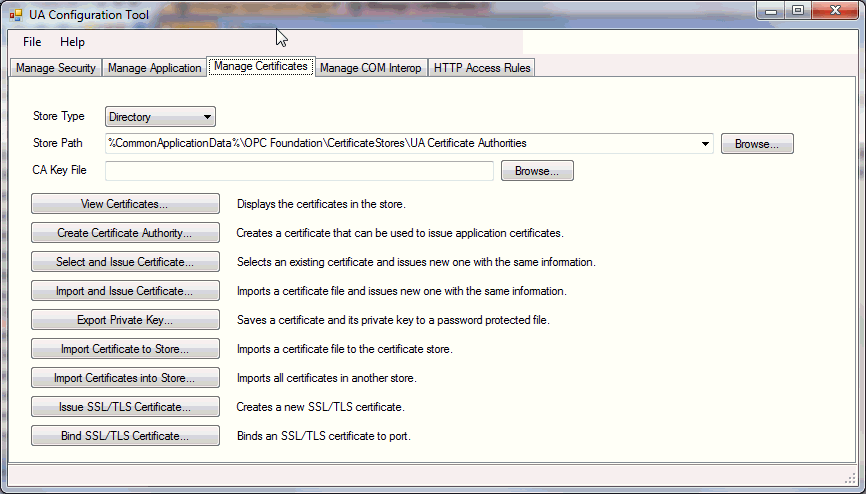 UA Configuration Tool
File Help
Manage Security Manage Application Manage Certificates Manage COM Interop HTTP Access Rules
Store Type Directory
Store Path %CommonApplicationData%\OPC Foundation\CertificateStores\UA Certificate Authorities Browse...
CA Key File Browse...
View Certificates... Displays the certificates in the store.
Create Certificate Authority... Creates a certificate that can be used to issue application certificates.
Select and Issue Certificate... Selects an existing certificate and issues new one with the same information.
Import and Issue Certificate... Imports a certificate file and issues new one with the same information.
Export Private Key... Saves a certificate and its private key to a password protected file.
Import Certificate to Store... Imports a certificate file to the certificate store.
Import Certificates into Store... Imports all certificates in another store.
Issue SSL/TLS Certificate... Creates a new SSL/TLS certificate.
Bind SSL/TLS Certificate... Binds an SSL/TLS certificate to port.